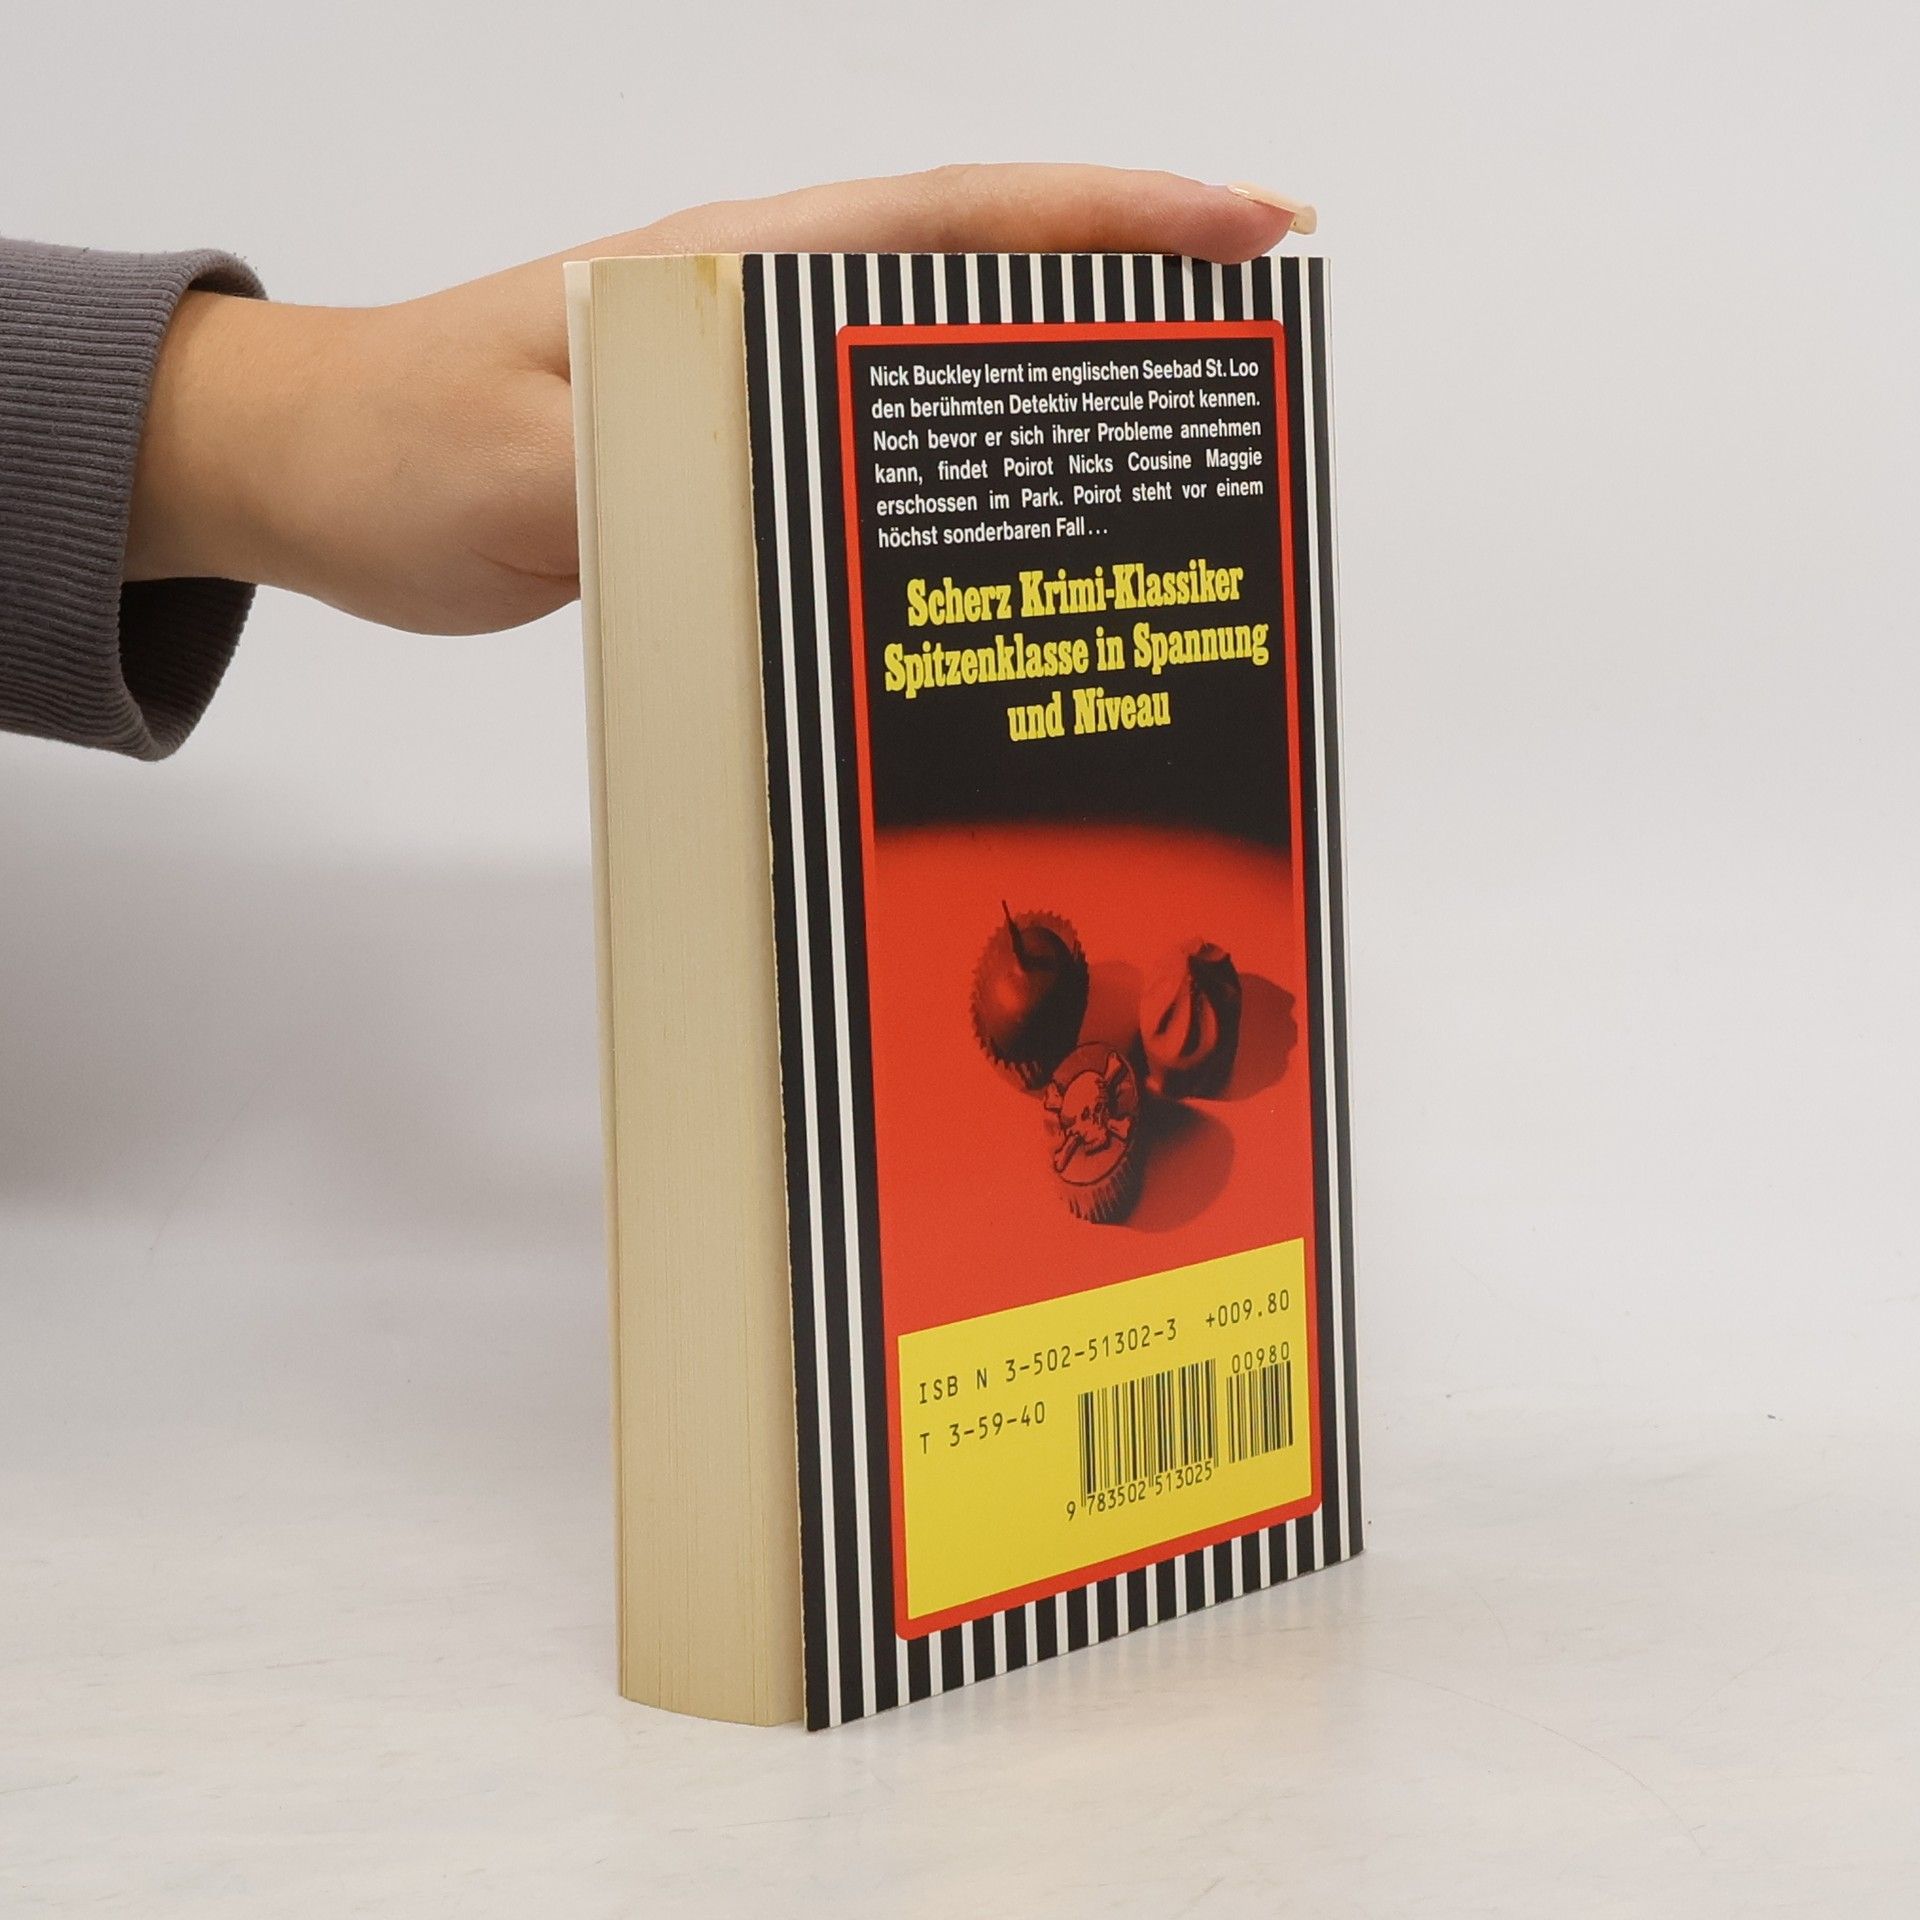 Nick Buckley lernt im englischen Seebad St. Loo
den berühmten Detektiv Hercule Poirot kennen.
Noch bevor er sich ihrer Probleme annehmen
kann, findet Poirot Nicks Cousine Maggie
erschossen im Park. Poirot steht vor einem
höchst sonderbaren Fall...
Scherz Krimi-Klassiker
Spitzenklasse in Spannung
und Niveau
ISB N 3-502-51302-3 +009.80
T 3-59-40
00980
9 783502 513025